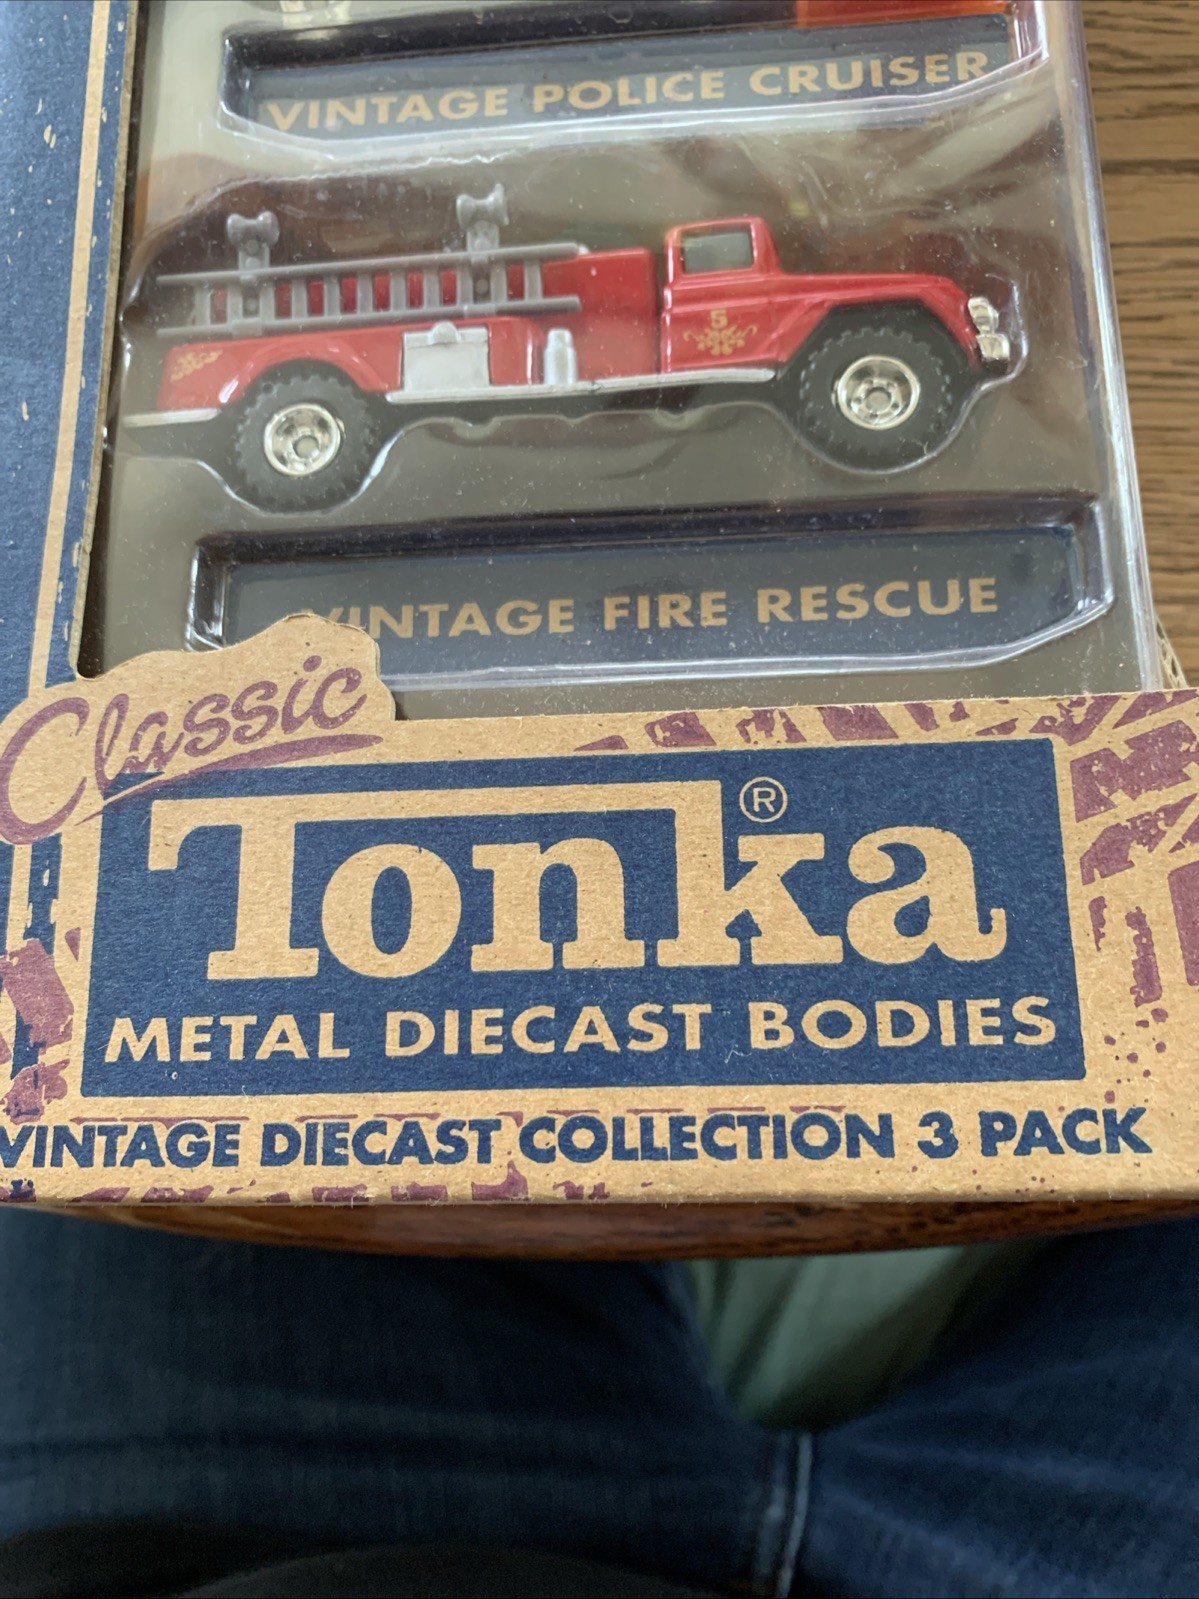 VINTAGE POLICE CRUISER
5
VINTAGE FIRE RESCUE
Classic
Tonka®
METAL DIECAST BODIES
VINTAGE DIECAST COLLECTION 3 PACK